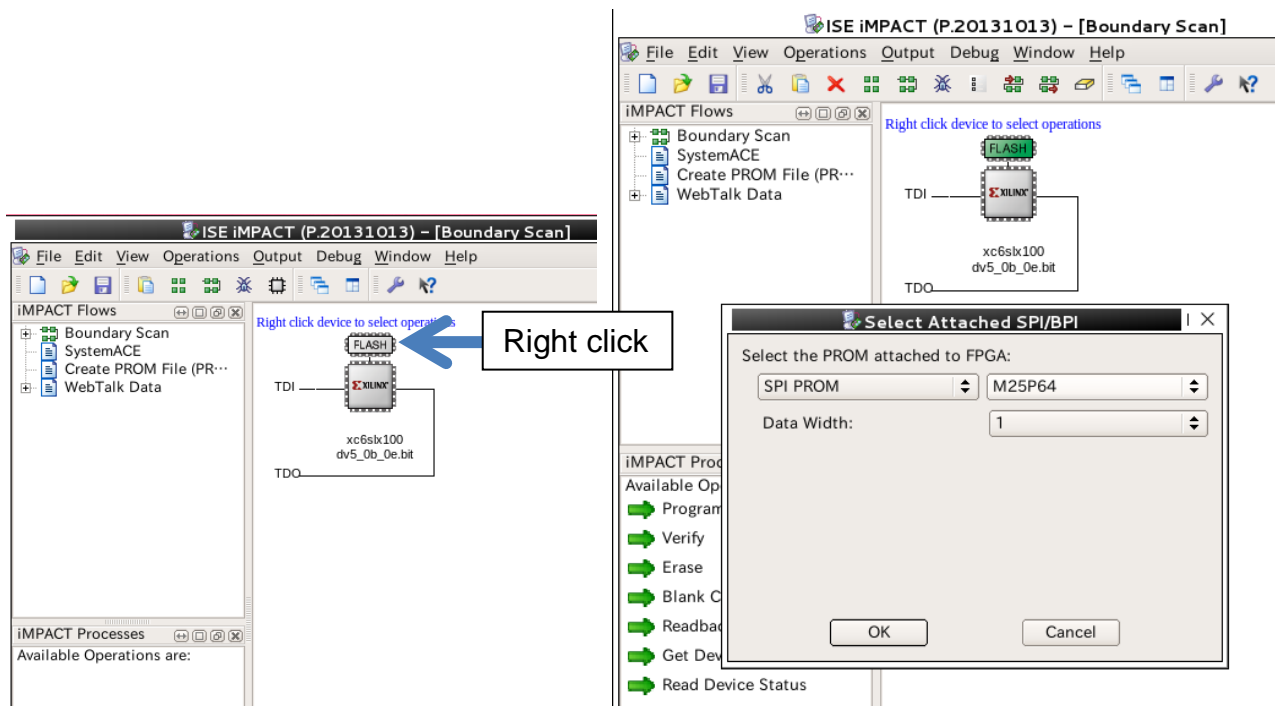 ISE iMPACT (P.20131013) – [Boundary Scan]
File Edit View Operations Output Debug Window Help
iMPACT Flows
Boundary Scan
SystemACE
Create PROM File (PR···
WebTalk Data
Right click device to select operations
FLASH
TDI
XILINX
xc6slx100
dv5_0b_0e.bit
TDO
Right click
iMPACT Processes
Available Operations are:
ISE iMPACT (P.20131013) – [Boundary Scan]
File Edit View Operations Output Debug Window Help
iMPACT Flows
Boundary Scan
SystemACE
Create PROM File (PR···
WebTalk Data
Right click device to select operations
FLASH
TDI
XILINX
xc6slx100
dv5_0b_0e.bit
TDO
Select Attached SPI/BPI
Select the PROM attached to FPGA:
SPI PROM M25P64
Data Width: 1
OK Cancel
iMPACT Proc
Available Op
Program
Verify
Erase
Blank C
Readbac
Get Dev
Read Device Status